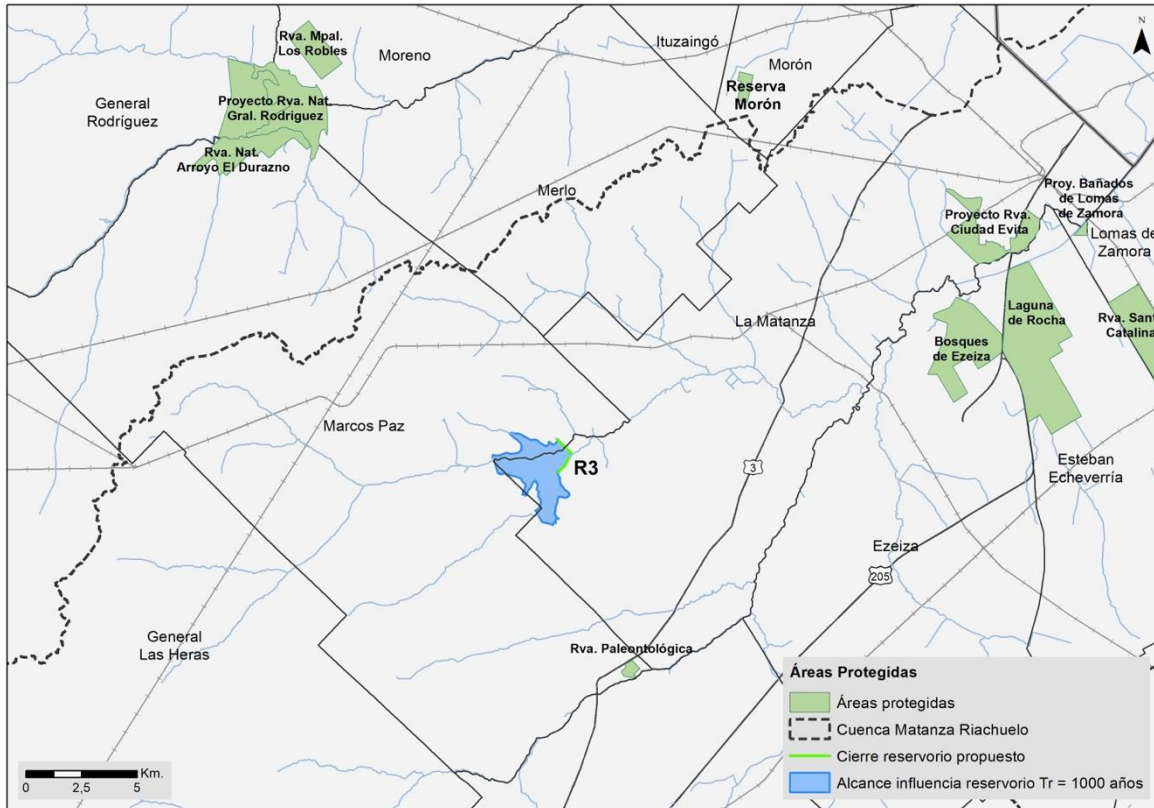 Rva. Mpal.
Los Robles
Moreno
Ituzaingó
Morón
N
General
Rodríguez
Proyecto Rva. Nat.
Gral. Rodriguez
Reserva
Morón
Rva. Nat.
Arroyo El Durazno
Merlo
Proy. Bañados
de Lomas
de Zamora
Proyecto Rva.
Ciudad Evita
Lomas de
Zamora
La Matanza
Laguna
de Rocha
Bosques
de Ezeiza
Rva. Sant
Catalina
Marcos Paz
R3
3
Esteban
Echeverría
Ezeiza
205
General
Las Heras
Rva. Paleontológica
Áreas Protegidas
Áreas protegidas
Cuenca Matanza Riachuelo
Cierre reservorio propuesto
Alcance influencia reservorio Tr = 1000 años
Km.
0 2,5 5